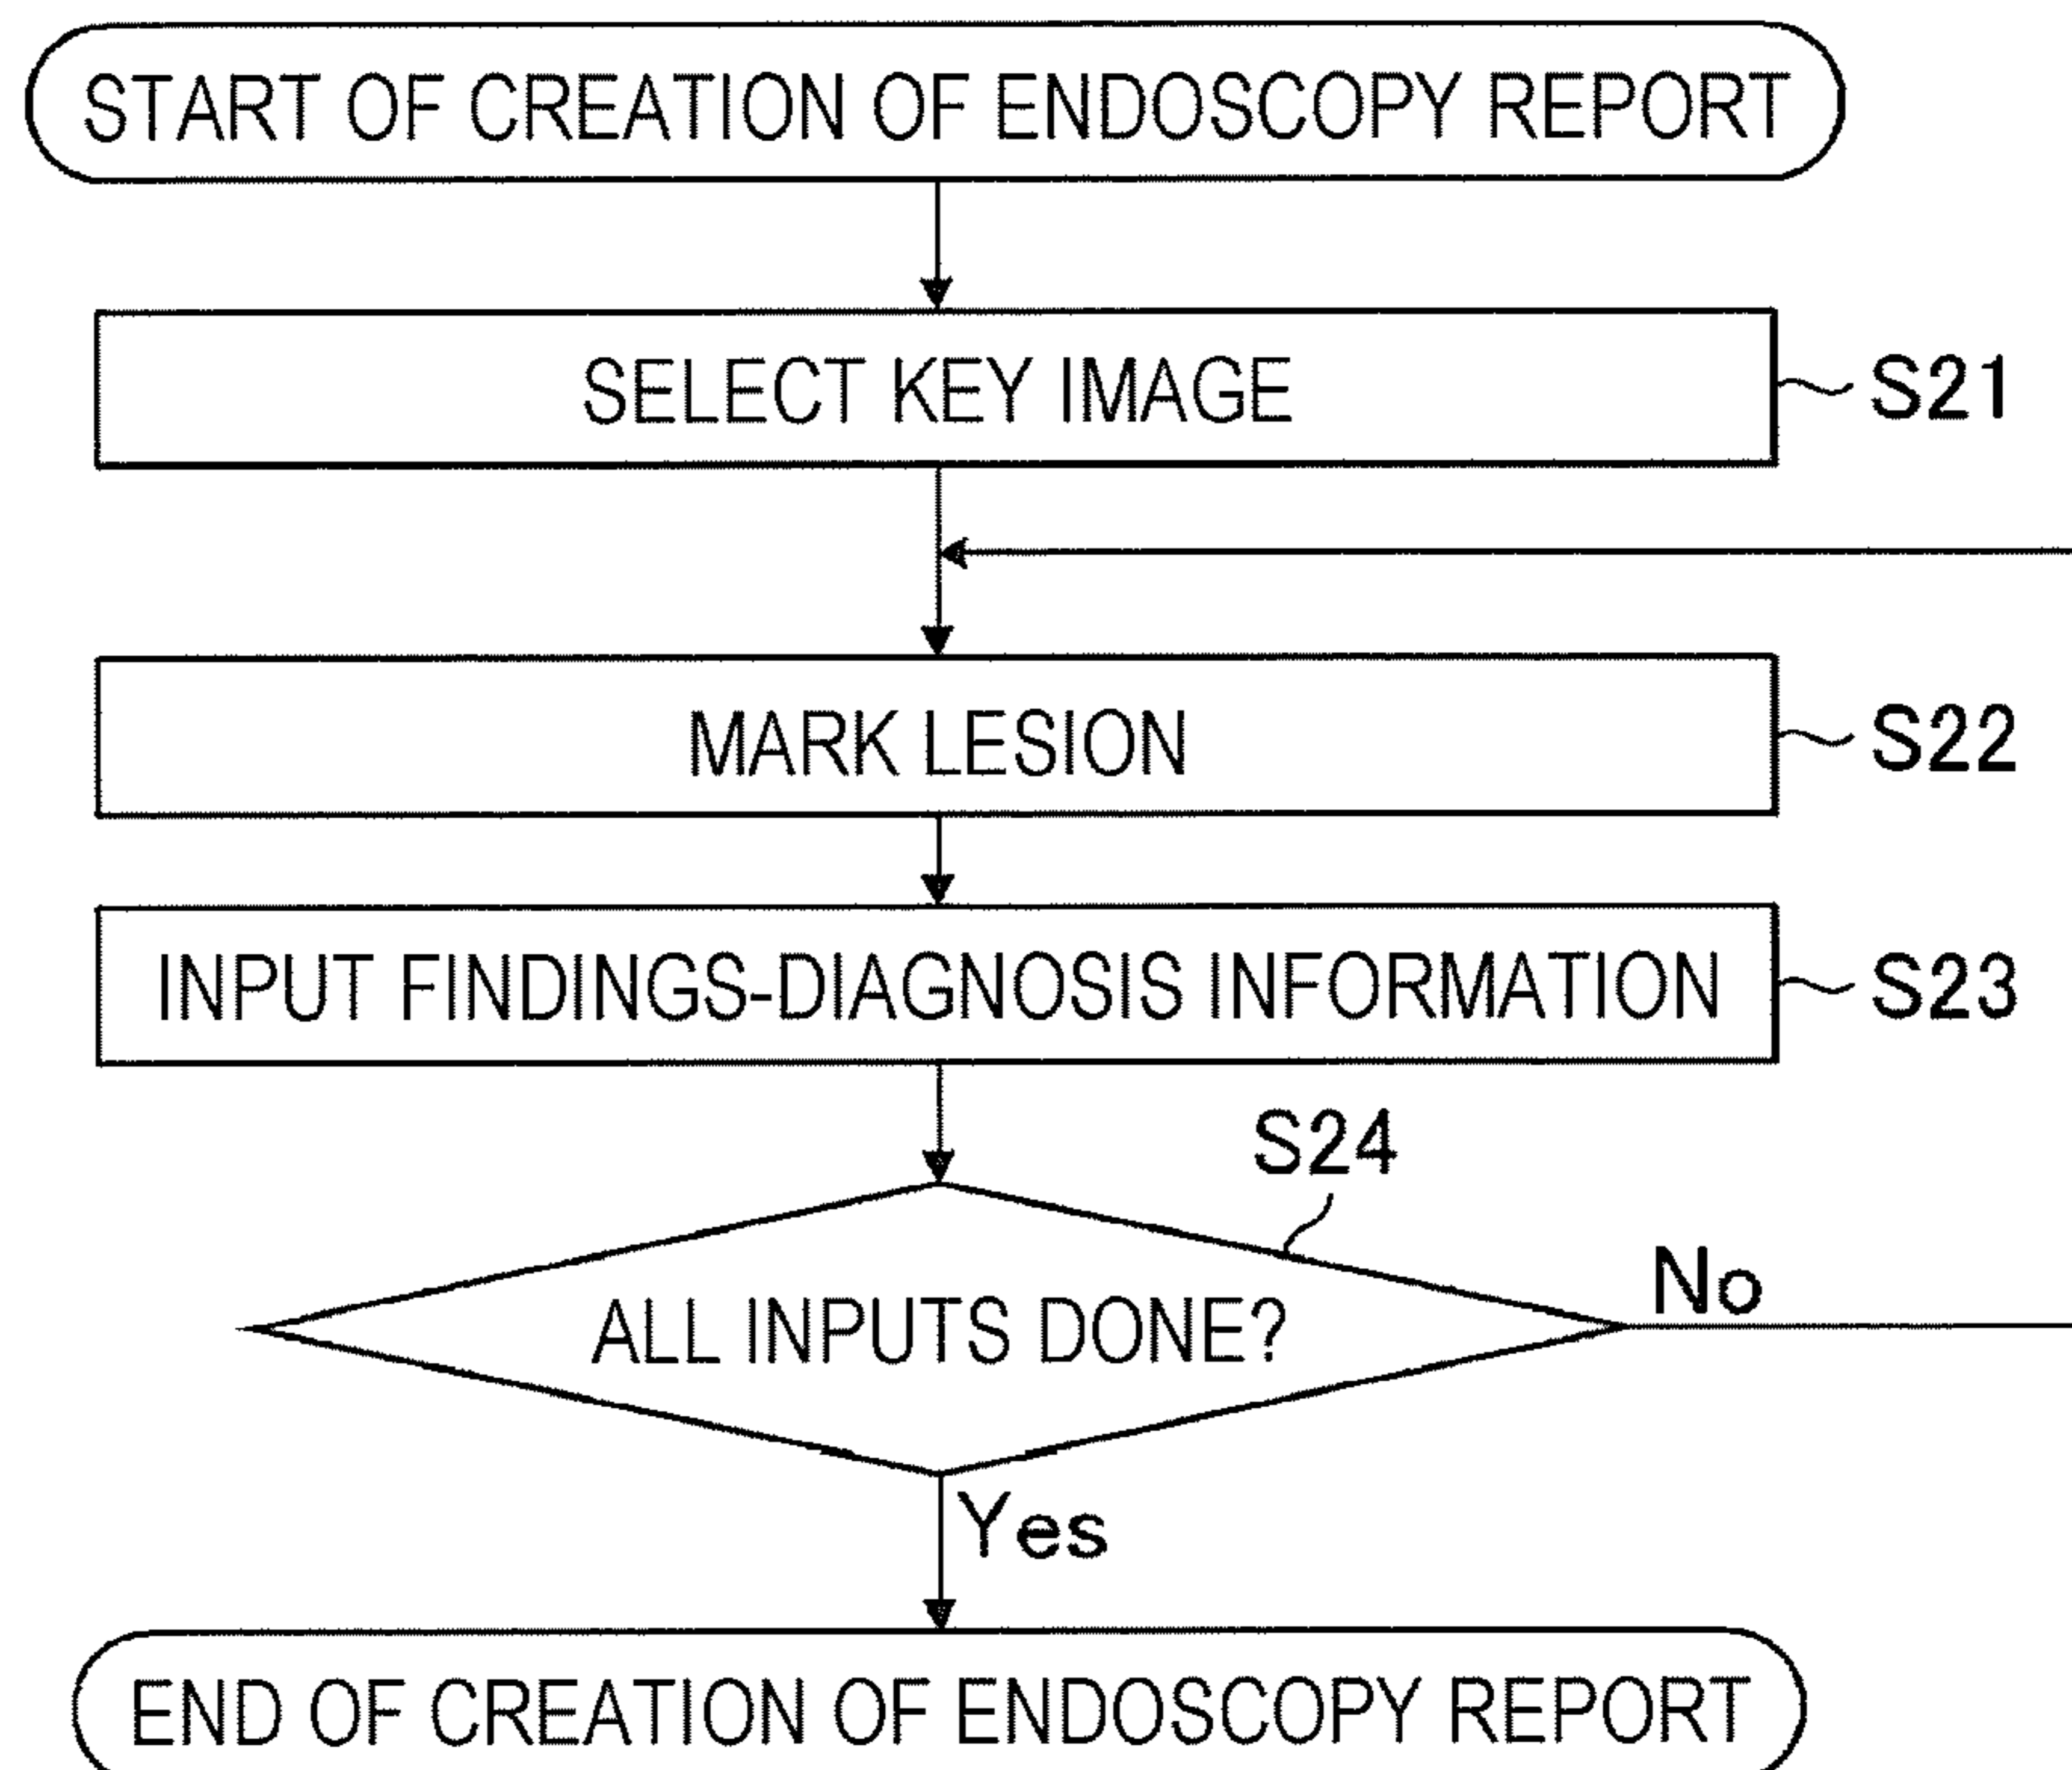 START OF CREATION OF ENDOSCOPY REPORT
SELECT KEY IMAGE
S21
MARK LESION
S22
INPUT FINDINGS-DIAGNOSIS INFORMATION
S23
S24
ALL INPUTS DONE?
No
Yes
END OF CREATION OF ENDOSCOPY REPORT